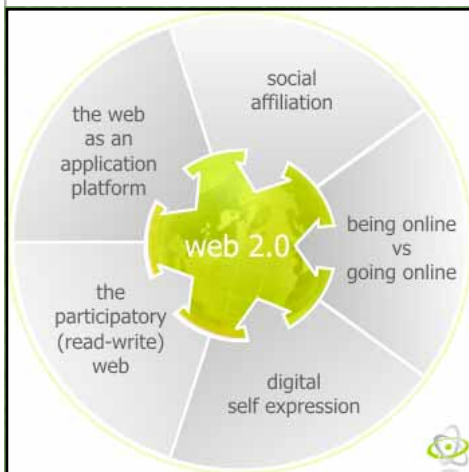 social
affiliation
the web
as an
application
platform
being online
vs
going online
web 2.0
the
participatory
(read-write)
web
digital
self expression